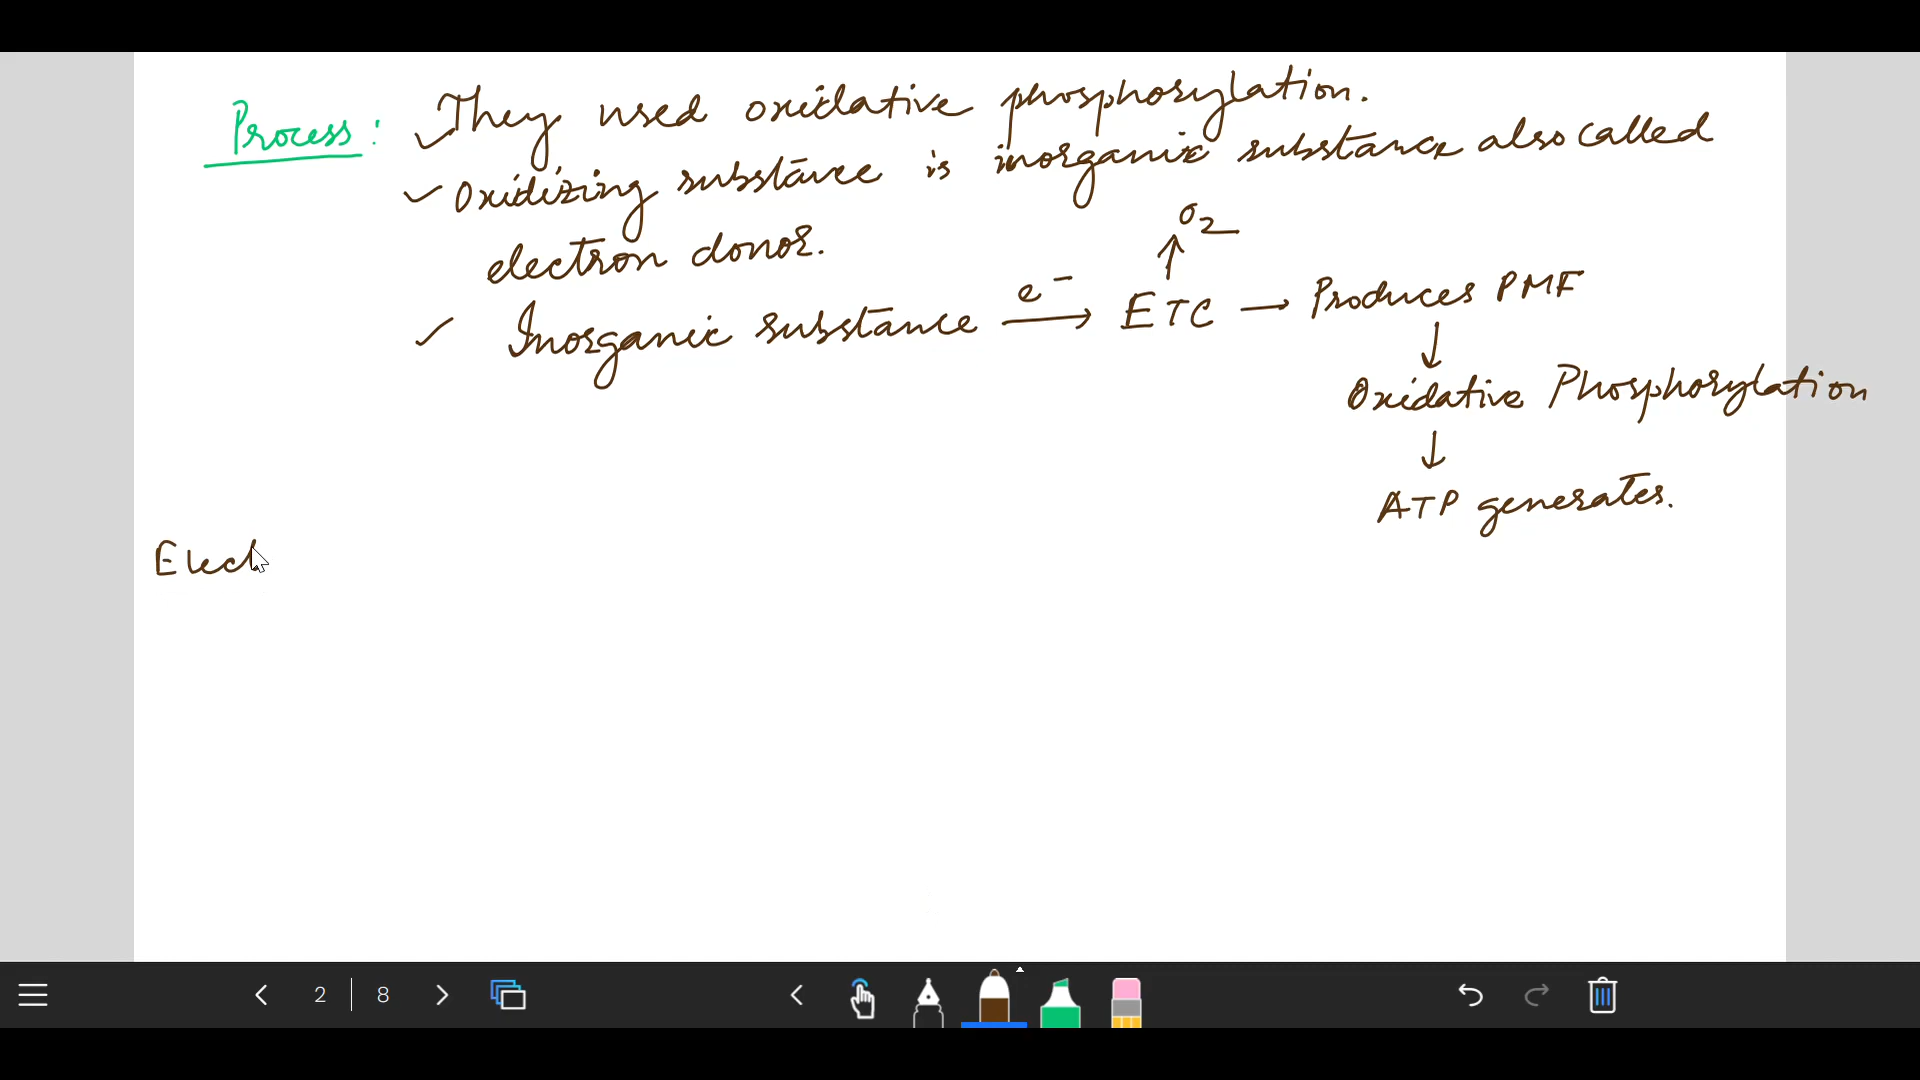 Process : They used oxidative phosphorylation.
Oxidizing substance is inorganic substance also called
electron donor.
O2
Inorganic substance e- → ETC → Produces PMF
Oxidative Phosphorylation
ATP generates.
Elect
2 | 8